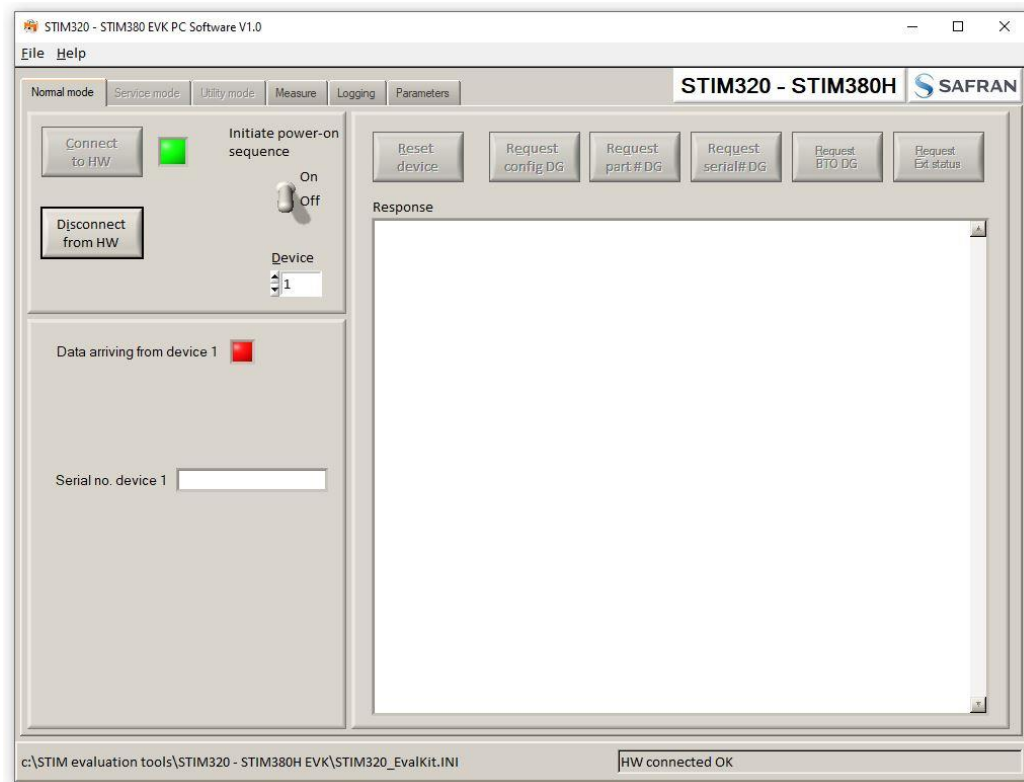 STIM320 - STIM380 EVK PC Software V1.0
File Help
Normal mode Service mode Utility mode Measure Logging Parameters
STIM320 - STIM380H SAFRAN
Connect
to HW
Initiate power-on
sequence
On
Off
Disconnect
from HW
Device
1
Reset
device
Request
config DG
Request
part # DG
Request
serial# DG
Request
BTO DG
Request
Ext status
Response
Data arriving from device 1
Serial no. device 1
c:\STIM evaluation tools\STIM320 - STIM380H EVK\STIM320_EvalKit.INI
HW connected OK